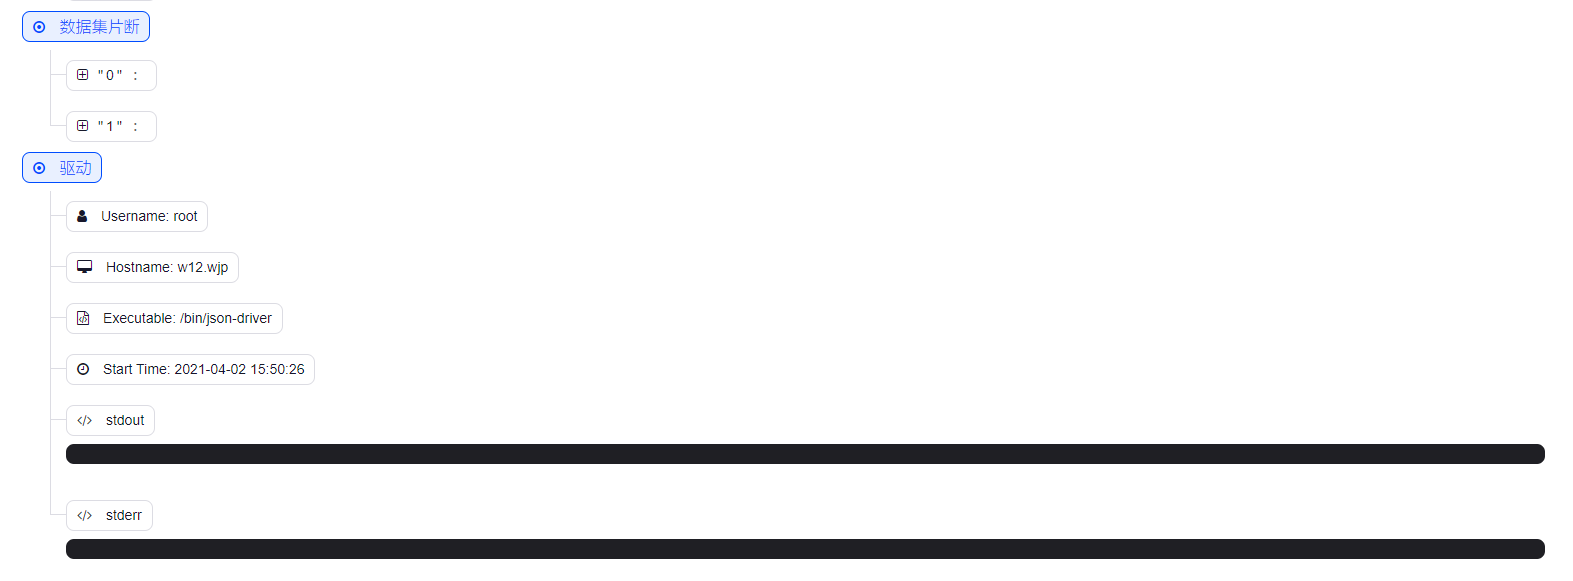 数据集片断
"0" :
"1" :
驱动
Username: root
Hostname: w12.wjp
Executable: /bin/json-driver
Start Time: 2021-04-02 15:50:26
stdout
stderr